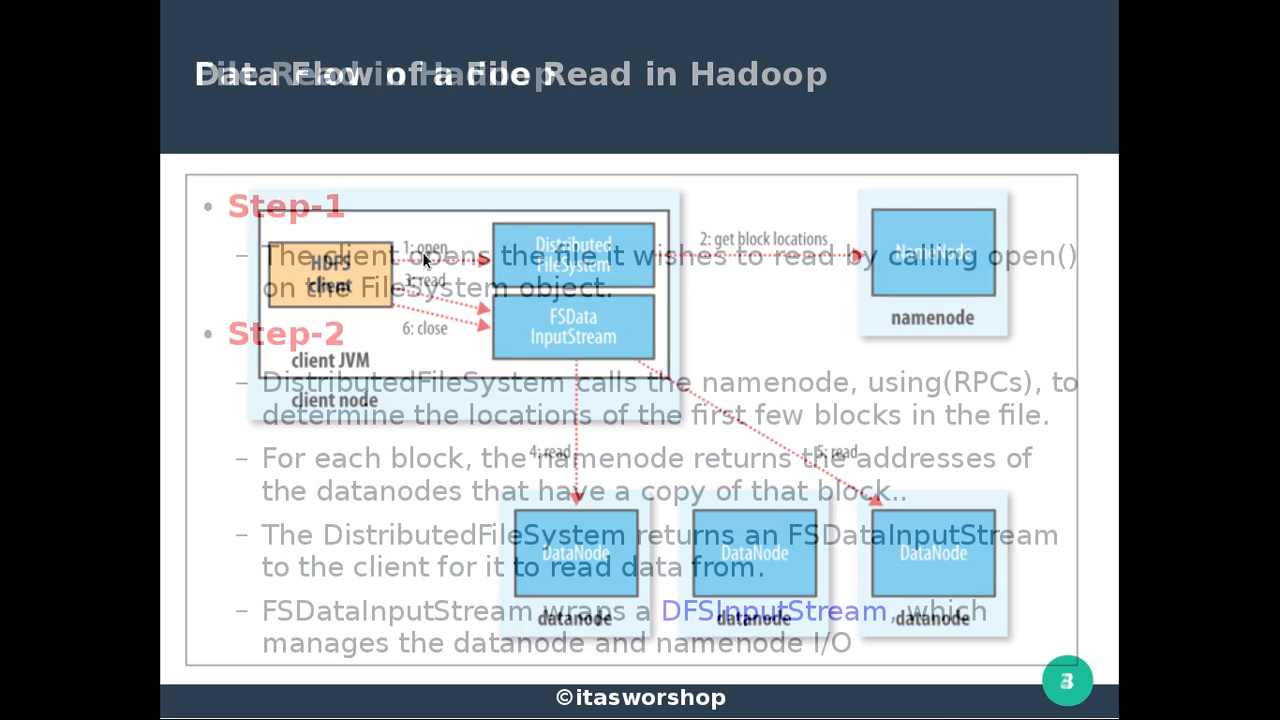 Data Flow of a File Read in Hadoop
File Read in Hadoop
• Step-1
– The client opens the file it wishes to read by calling open()
on the FileSystem object.
• Step-2
– DistributedFileSystem calls the namenode, using(RPCs), to
determine the locations of the first few blocks in the file.
– For each block, the namenode returns the addresses of
the datanodes that have a copy of that block..
– The DistributedFileSystem returns an FSDataInputStream
to the client for it to read data from.
– FSDataInputStream wraps a DFSInputStream, which
manages the datanode and namenode I/O
HDFS
client
1: open
3: read
6: close
Distributed
FileSystem
FSData
InputStream
client JVM
client node
2: get block locations
NameNode
namenode
4: read
5: read
DataNode
DataNode
DataNode
datanode
datanode
datanode
©itasworshop